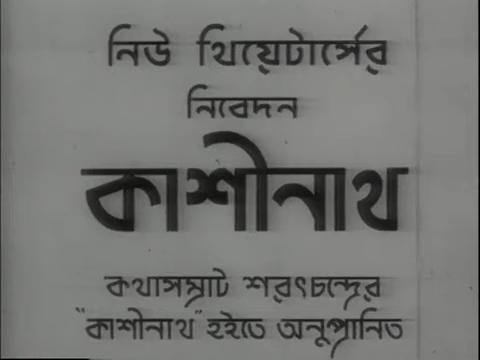 নিউ থিয়েটার্সের
নিবেদন
কাশীনাথ
কথাসম্রাট শরৎচন্দ্রের
"কাশীনাথ" হইতে অনুপ্রানিত